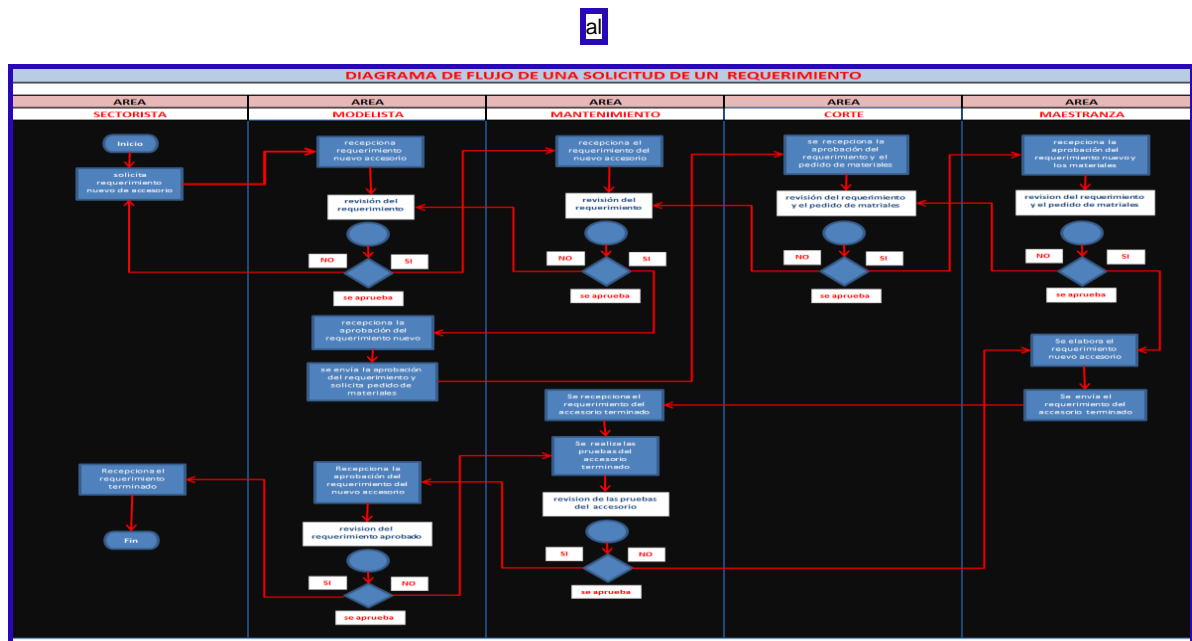 al
DIAGRAMA DE FLUJO DE UNA SOLICITUD DE UN REQUERIMIENTO
AREA
SECTORISTA
Inicio
solicita
requerimiento
nuevo de accesorio
Recepciona el
requerimiento
terminado
Fin
AREA
MODELISTA
recepciona
requerimiento
nuevo accesorio
revisión del
requerimiento
NO
SI
se aprueba
recepciona la
aprobación del
requerimiento nuevo
se envia la aprobación
del requerimiento y
solicita pedido de
materiales
Recepciona la
aprobación del
requerimiento del
nuevo accesorio
revision del
requerimiento aprobado
SI
NO
se aprueba
AREA
MANTENIMIENTO
recepciona el
requerimiento del
nuevo accesorio
revisión del
requerimiento
NO
SI
se aprueba
Se recepciona el
requerimiento del
accesorio terminado
Se realiza las
pruebas del
accesorio
terminado
revision de las pruebas
del accesorio
SI
NO
se aprueba
AREA
CORTE
se recepciona la
aprobación del
requerimiento y el
pedido de materiales
revisión del requerimiento
y el pedido de matriales
NO
SI
se aprueba
AREA
MAESTRANZA
recepciona la
aprobación del
requerimiento nuevo y
los materiales
revision del requerimiento
y el pedido de materiales
NO
SI
se aprueba
Se elabora el
requerimiento
nuevo accesorio
Se envia el
requerimiento del
accesorio terminado